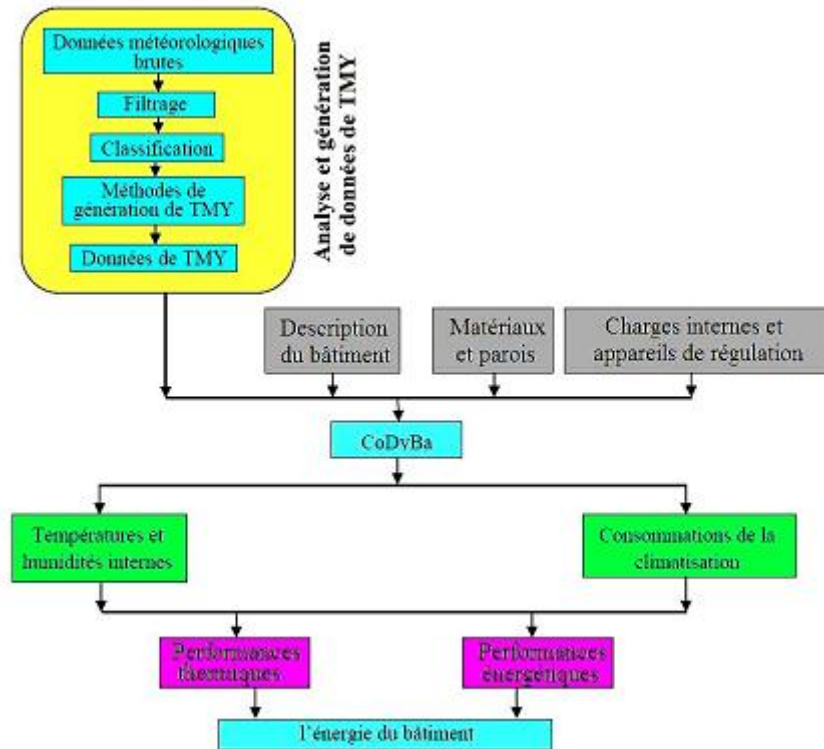 Données météorologiques
brutes
Filtrage
Classification
Méthodes de
génération de TMY
Données de TMY
Analyse et génération
de données de TMY
Description
du bâtiment
Matériaux
et parois
Charges internes et
appareils de régulation
CoDyBa
Températures et
humidités internes
Consommations de la
climatisation
Performances
thermiques
Performances
énergétiques
l'énergie du bâtiment